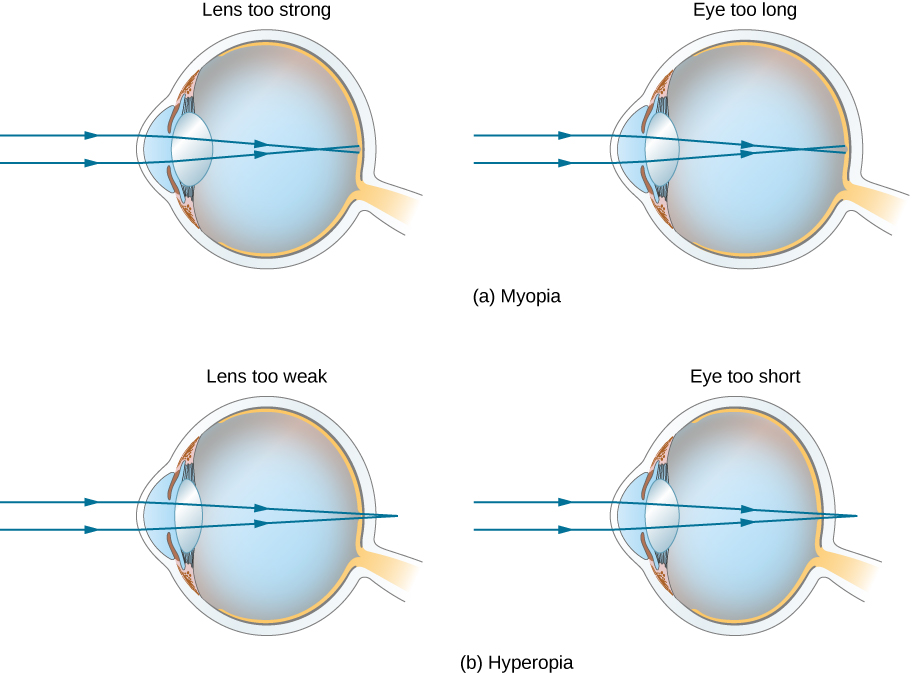 Lens too strong
Eye too long
(a) Myopia
Lens too weak
Eye too short
(b) Hyperopia